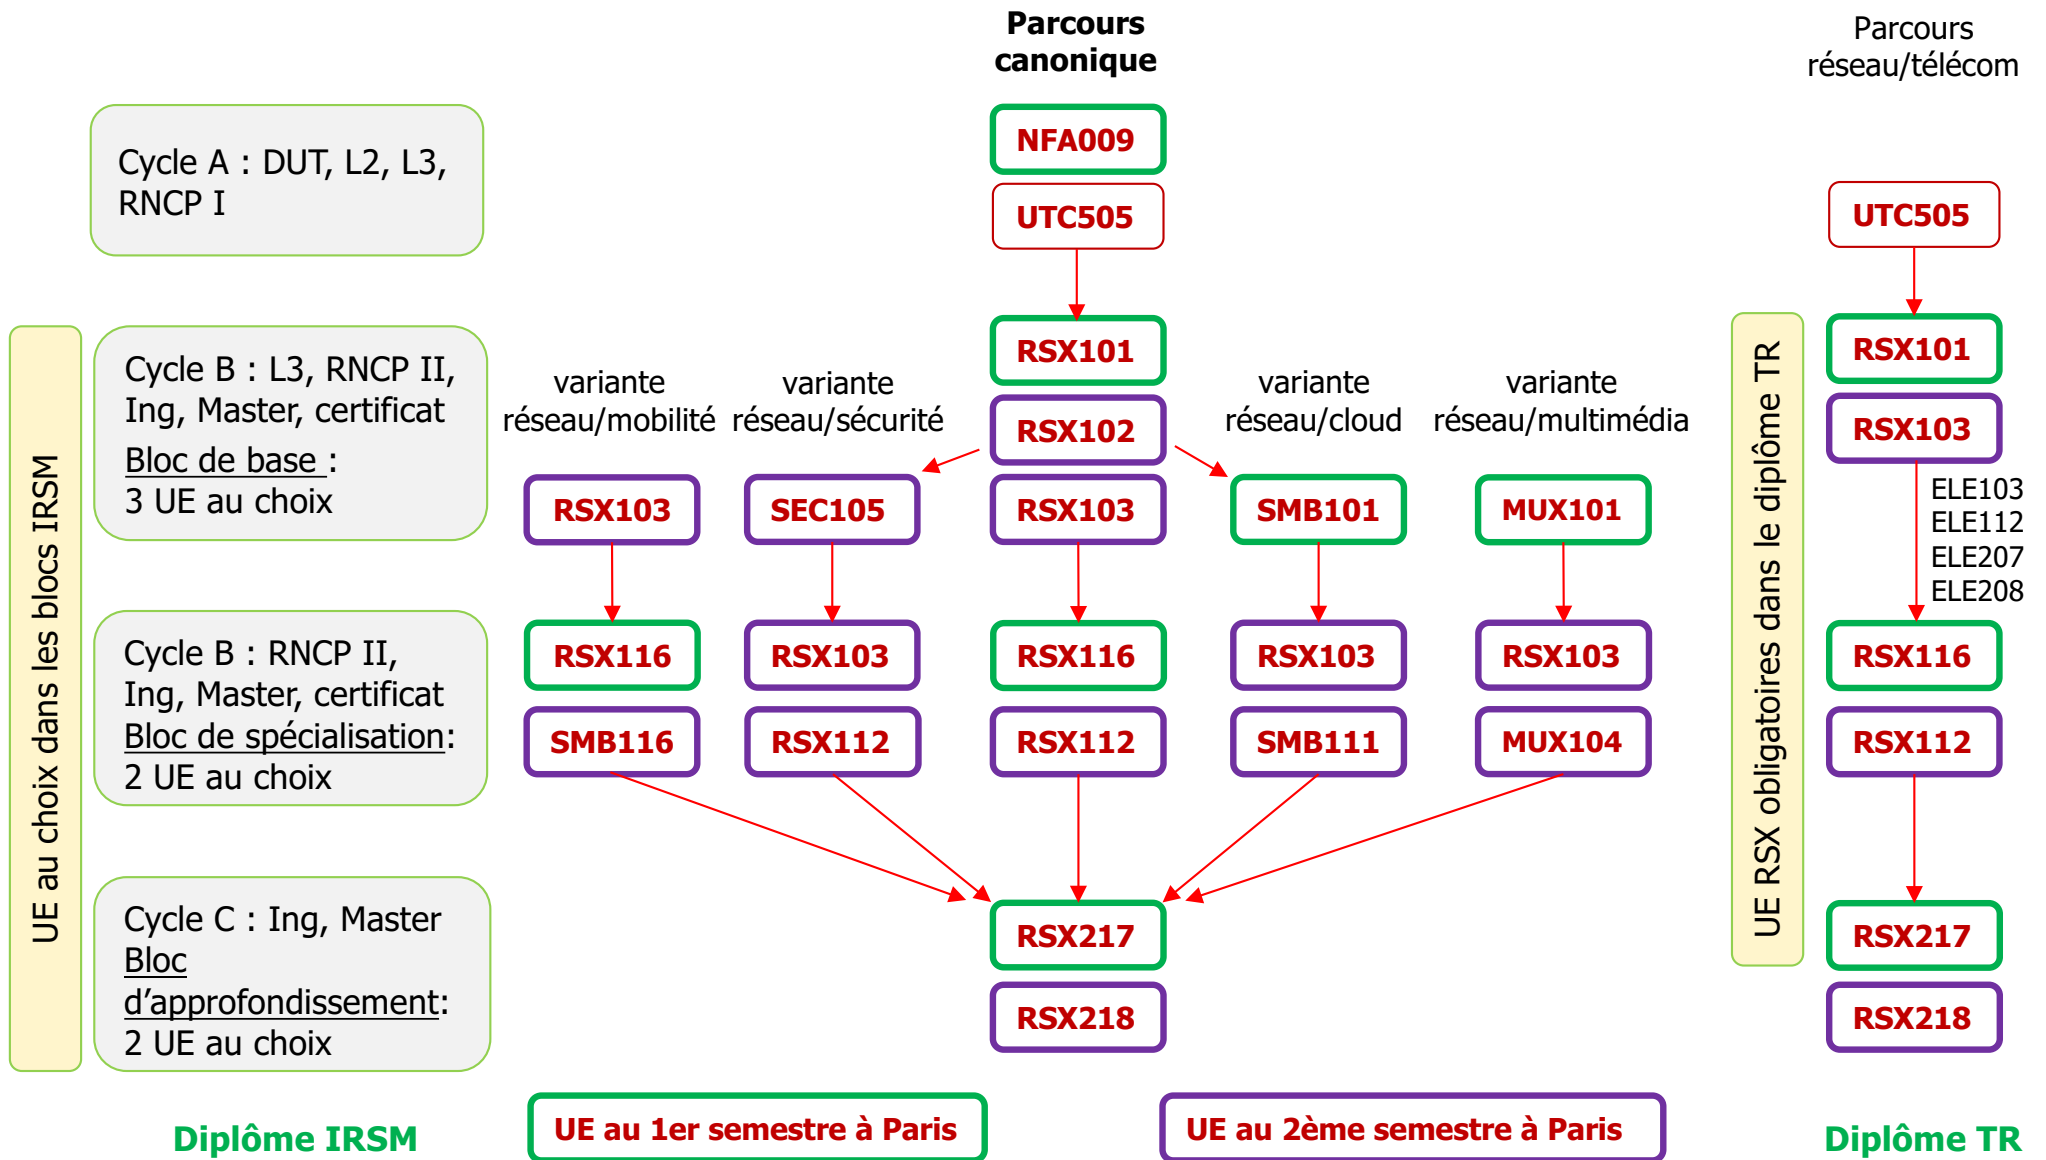 Parcours
canonique
Parcours
réseau/télécom
Cycle A : DUT, L2, L3,
RNCP I
NFA009
UTC505
UTC505
UE au choix dans les blocs IRSM
Cycle B : L3, RNCP II,
Ing, Master, certificat
Bloc de base :
3 UE au choix
variante
réseau/mobilité
variante
réseau/sécurité
RSX101
RSX102
variante
réseau/cloud
variante
réseau/multimédia
RSX103
SEC105
RSX103
SMB101
MUX101
UE RSX obligatoires dans le diplôme TR
RSX101
RSX103
ELE103
ELE112
ELE207
ELE208
Cycle B : RNCP II,
Ing, Master, certificat
Bloc de spécialisation:
2 UE au choix
RSX116
RSX103
RSX116
RSX103
RSX103
RSX116
SMB116
RSX112
RSX112
SMB111
MUX104
RSX112
Cycle C : Ing, Master
Bloc
d’approfondissement:
2 UE au choix
RSX217
RSX218
RSX217
RSX218
Diplôme IRSM
UE au 1er semestre à Paris
UE au 2ème semestre à Paris
Diplôme TR